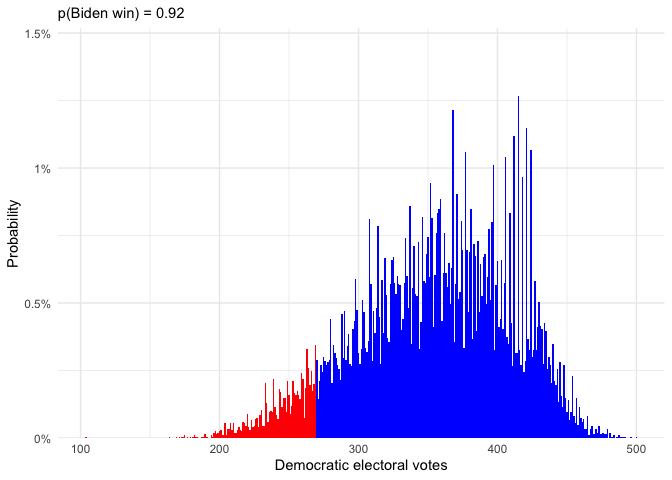 p(Biden win) = 0.92
1.5%
1%
0.5%
0%
Probability
100 200 300 400 500
Democratic electoral votes